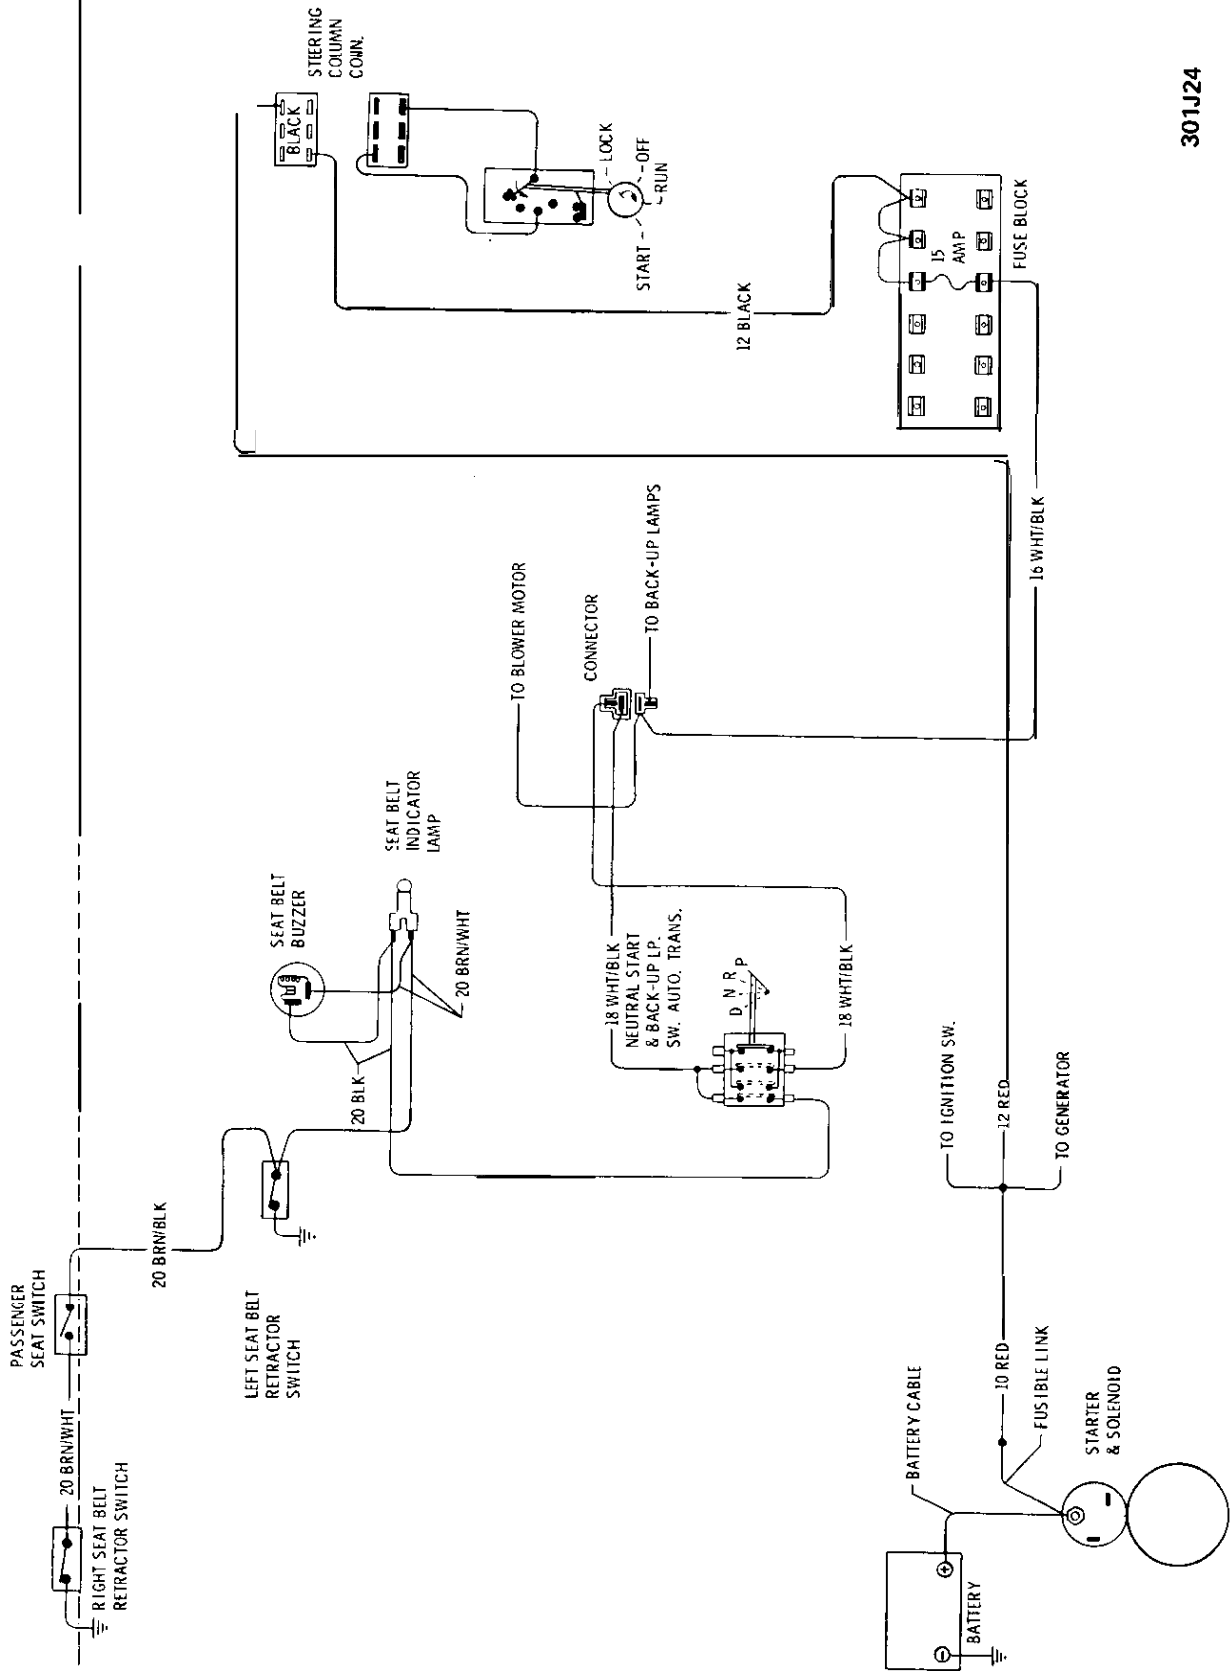 PASSENGER
SEAT SWITCH
20 BRN/WHT
RIGHT SEAT BELT
RETRACTOR SWITCH
20 BRN/BLK
LEFT SEAT BELT
RETRACTOR
SWITCH
SEAT BELT
BUZZER
20 BLK
20 BRN/WHT
SEAT BELT
INDICATOR
LAMP
STEERING
COLUMN
CONN.
BLACK
LOCK
OFF
RUN
START
12 BLACK
15
AMP
FUSE BLOCK
16 WHT/BLK
TO BLOWER MOTOR
CONNECTOR
TO BACK-UP LAMPS
18 WHT/BLK
NEUTRAL START
& BACK-UP LP.
SW. AUTO. TRANS.
D N R P
18 WHT/BLK
TO IGNITION SW.
12 RED
TO GENERATOR
10 RED
FUSIBLE LINK
BATTERY CABLE
STARTER
& SOLENOID
BATTERY
+
-
301J24